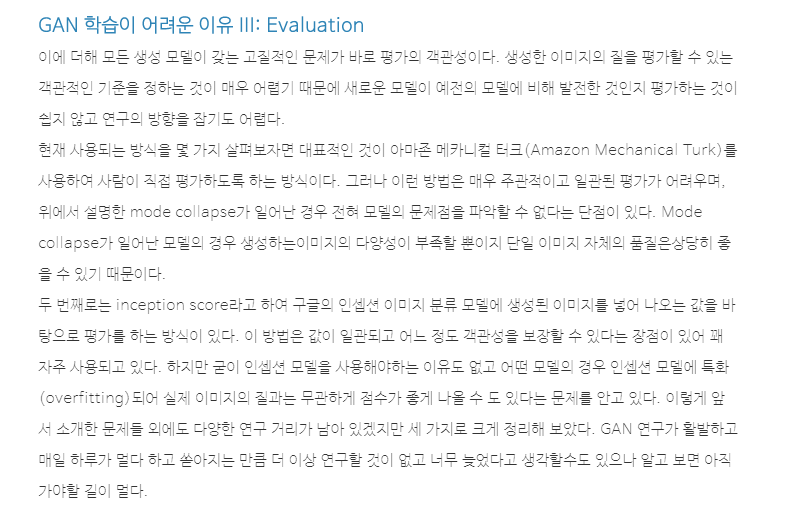 GAN 학습이 어려운 이유 III: Evaluation
이에 더해 모든 생성 모델이 갖는 고질적인 문제가 바로 평가의 객관성이다. 생성한 이미지의 질을 평가할 수 있는
객관적인 기준을 정하는 것이 매우 어렵기 때문에 새로운 모델이 예전의 모델에 비해 발전한 것인지 평가하는 것이
쉽지 않고 연구의 방향을 잡기도 어렵다.
현재 사용되는 방식을 몇 가지 살펴보자면 대표적인 것이 아마존 메카니컬 터크(Amazon Mechanical Turk)를
사용하여 사람이 직접 평가하도록 하는 방식이다. 그러나 이런 방법은 매우 주관적이고 일관된 평가가 어려우며,
위에서 설명한 mode collapse가 일어난 경우 전혀 모델의 문제점을 파악할 수 없다는 단점이 있다. Mode
collapse가 일어난 모델의 경우 생성하는이미지의 다양성이 부족할 뿐이지 단일 이미지 자체의 품질은상당히 좋
을 수 있기 때문이다.
두 번째로는 inception score라고 하여 구글의 인셉션 이미지 분류 모델에 생성된 이미지를 넣어 나오는 값을 바
탕으로 평가를 하는 방식이 있다. 이 방법은 값이 일관되고 어느 정도 객관성을 보장할 수 있다는 장점이 있어 꽤
자주 사용되고 있다. 하지만 굳이 인셉션 모델을 사용해야하는 이유도 없고 어떤 모델의 경우 인셉션 모델에 특화
(overfitting)되어 실제 이미지의 질과는 무관하게 점수가 좋게 나올 수 도 있다는 문제를 안고 있다. 이렇게 앞
서 소개한 문제들 외에도 다양한 연구 거리가 남아 있겠지만 세 가지로 크게 정리해 보았다. GAN 연구가 활발하고
매일 하루가 멀다 하고 쏟아지는 만큼 더 이상 연구할 것이 없고 너무 늦었다고 생각할수도 있으나 알고 보면 아직
가야할 길이 멀다.